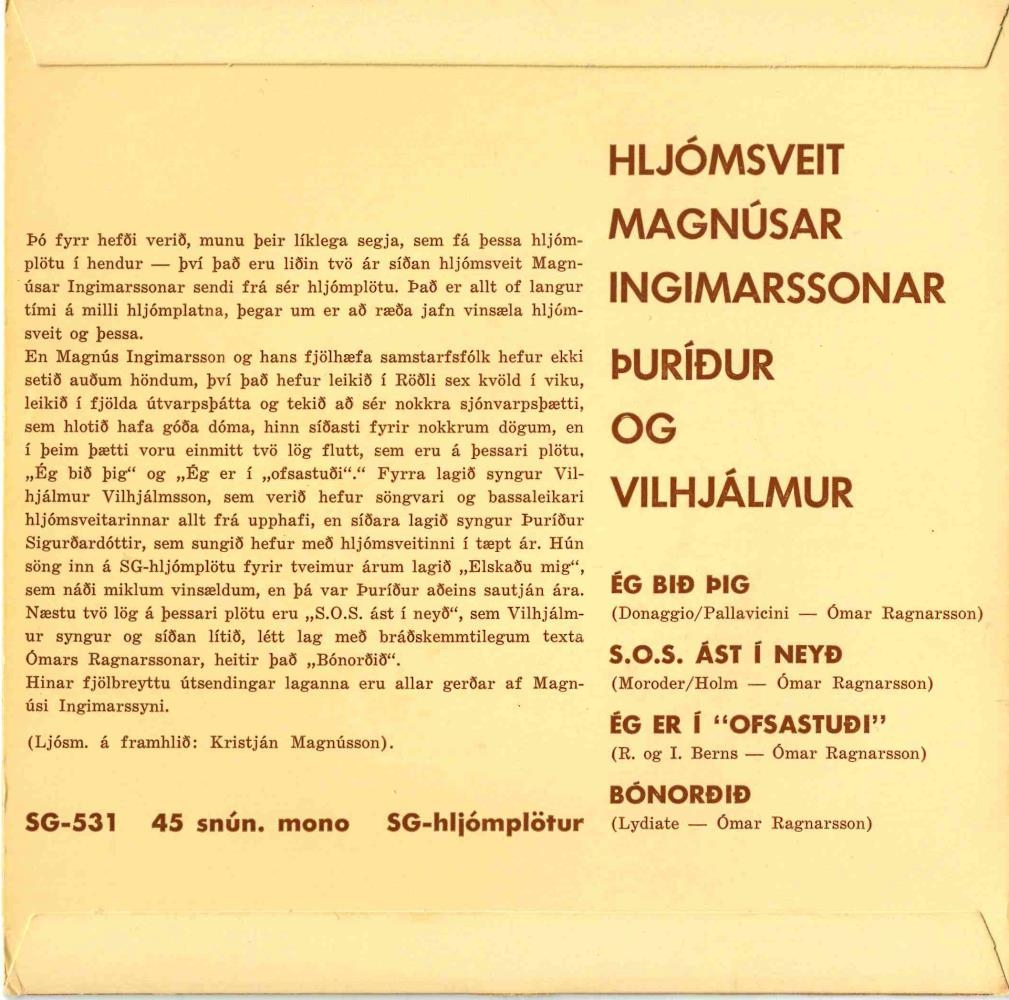 Þó fyrr hefði verið, munu þeir líklega segja, sem fá þessa hljóm-
plötu í hendur — því það eru liðin tvö ár síðan hljómsveit Magn-
úsar Ingimarssonar sendi frá sér hljómplötu. Það er allt of langur
tími á milli hljómplatna, þegar um er að ræða jafn vinsæla hljóm-
sveit og þessa.
En Magnús Ingimarsson og hans fjölhæfa samstarfsfólk hefur ekki
setið auðum höndum, því það hefur leikið í Röðli sex kvöld í viku,
leikið í fjölda útvarpsþátta og tekið að sér nokkra sjónvarpsþætti,
sem hlotið hafa góða dóma, hinn síðasti fyrir nokkrum dögum, en
í þeim þætti voru einmitt tvö lög flutt, sem eru á þessari plötu,
„Ég bið þig“ og „Ég er í „ofsastuði“.“ Fyrra lagið syngur Vil-
hjálmur Vilhjálmsson, sem verið hefur söngvari og bassaleikari
hljómsveitarinnar allt frá upphafi, en síðara lagið syngur Þuríður
Sigurðardóttir, sem sungið hefur með hljómsveitinni í tæpt ár. Hún
söng inn á SG-hljómplötu fyrir tveimur árum lagið „Elskaðu mig“,
sem náði miklum vinsældum, en þá var Þuríður aðeins sautján ára.
Næstu tvö lög á þessari plötu eru „S.O.S. ást í neyð“, sem Vilhjálm-
ur syngur og síðan lítið, létt lag með bráðskemmtilegum texta
Ómars Ragnarssonar, heitir það „Bónorðið“.
Hinar fjölbreyttu útsendingar laganna eru allar gerðar af Magn-
úsi Ingimarssyni.
(Ljósm. á framhlið: Kristján Magnússon).
SG-531 45 snún. mono SG-hljómplötur
HLJÓMSVEIT
MAGNÚSAR
INGIMARSSONAR
ÞURÍÐUR
OG
VILHJÁLMUR
ÉG BIÐ ÞIG
(Donaggio/Pallavicini — Ómar Ragnarsson)
S.O.S. ÁST Í NEYÐ
(Moroder/Holm — Ómar Ragnarsson)
ÉG ER Í “OFSASTUÐI”
(R. og I. Berns — Ómar Ragnarsson)
BÓNORÐIÐ
(Lydiate — Ómar Ragnarsson)